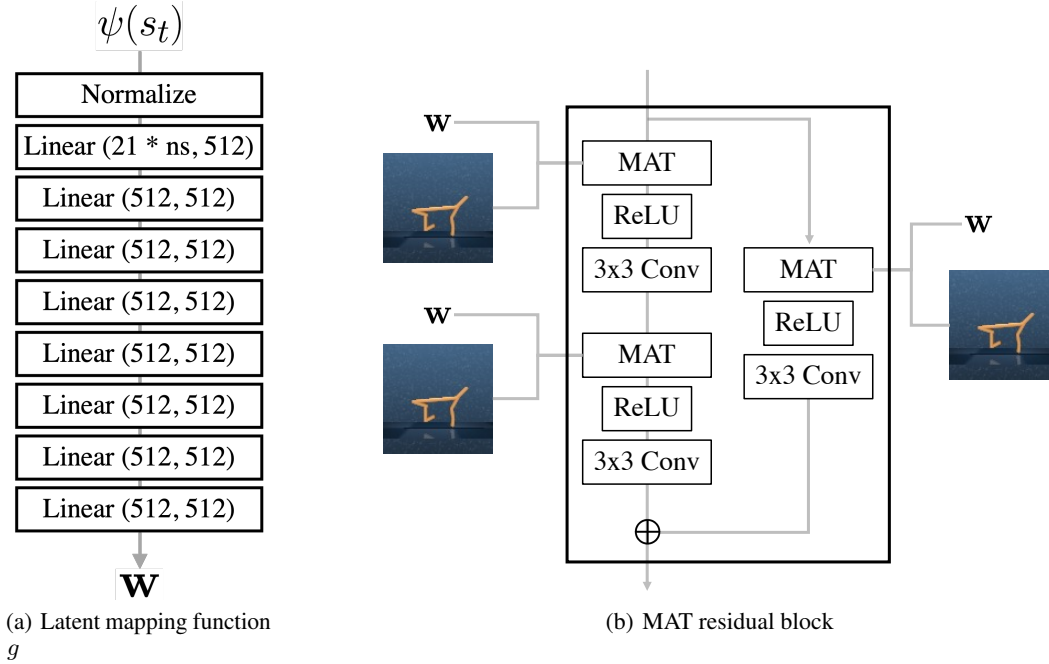 ψ(s_t)
Normalize
Linear (21 * ns, 512)
Linear (512, 512)
Linear (512, 512)
Linear (512, 512)
Linear (512, 512)
Linear (512, 512)
Linear (512, 512)
Linear (512, 512)
w
(a) Latent mapping function
g
w
MAT
ReLU
3x3 Conv
w
MAT
ReLU
3x3 Conv
w
MAT
ReLU
3x3 Conv
(b) MAT residual block